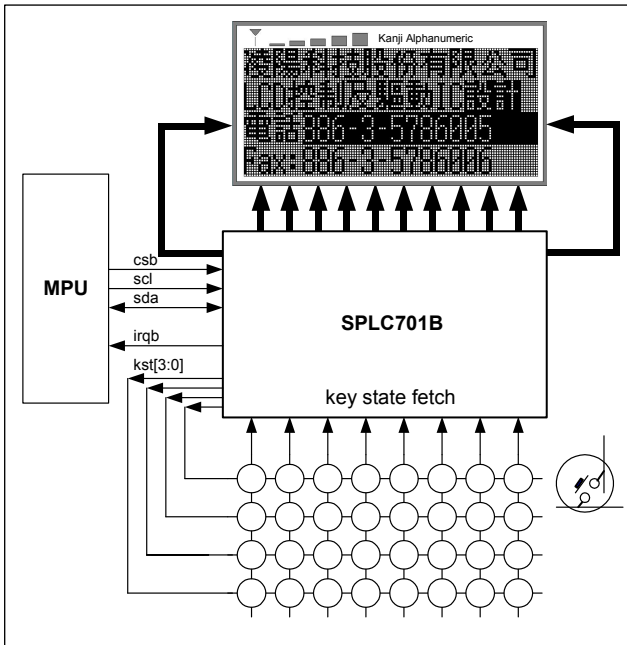 Kanji Alphanumeric
凌陽科技股份有限公司
LCD控制及驅動IC設計
電話886-3-5786005
Fax:886-3-5786006
MPU
csb
scl
sda
irqb
kst[3:0]
SPLC701B
key state fetch